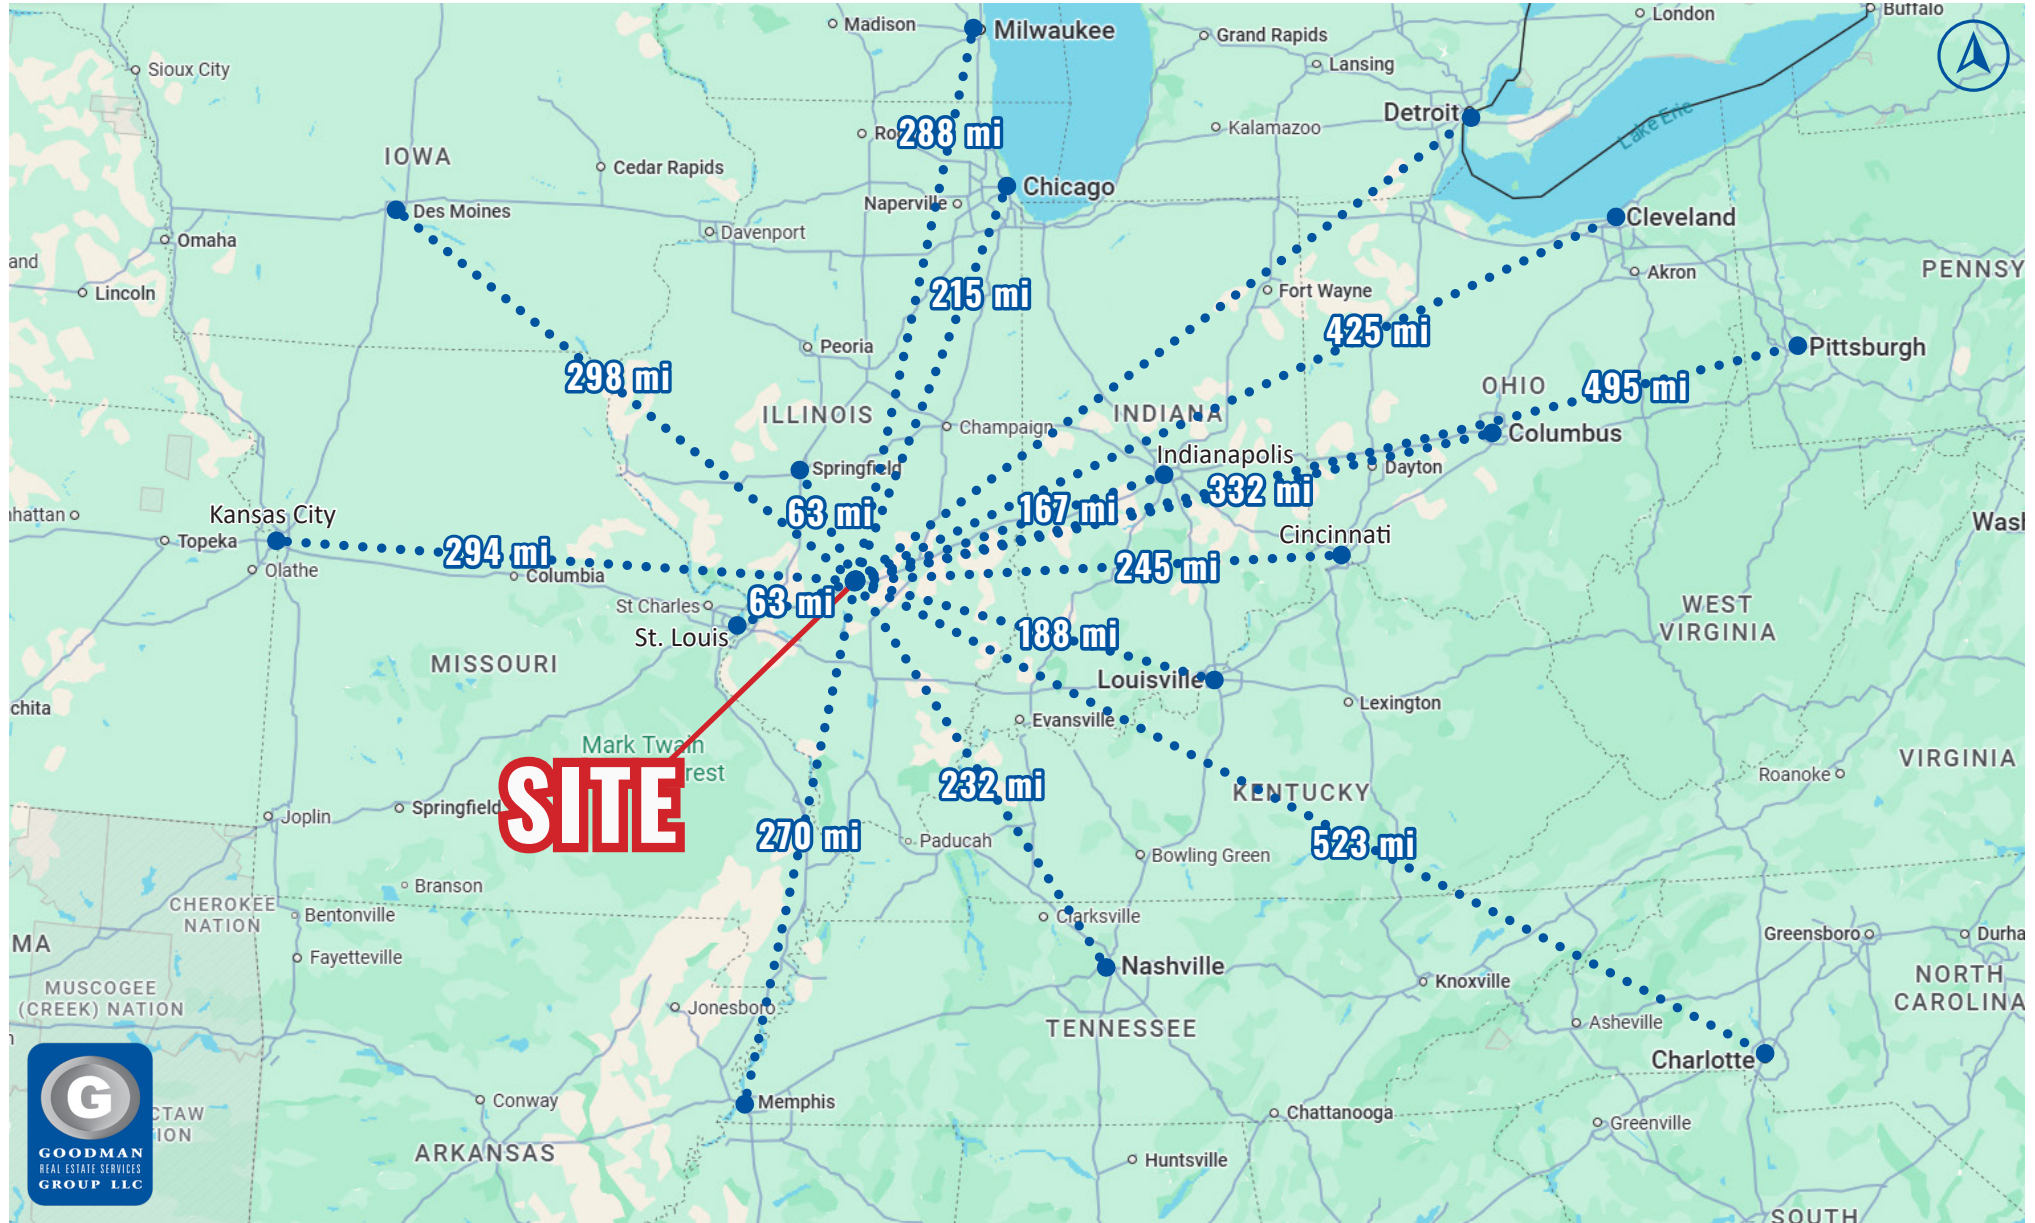 Madison
Milwaukee
Grand Rapids
London
Buffalo
Sioux City
Lansing
Detroit
Lake Erie
288 mi
Kalamazoo
IOWA
Cedar Rapids
Chicago
Naperville
Des Moines
Davenport
Cleveland
Omaha
Akron
PENNSY
Lincoln
215 mi
Fort Wayne
425 mi
Peoria
Pittsburgh
298 mi
OHIO
495 mi
ILLINOIS
INDIANA
Champaign
Columbus
Indianapolis
Springfield
Dayton
332 mi
63 mi
167 mi
Kansas City
Topeka
Cincinnati
294 mi
245 mi
Olathe
Columbia
63 mi
St Charles
St. Louis
188 mi
WEST
VIRGINIA
MISSOURI
Louisville
Lexington
Evansville
Mark Twain
rest
VIRGINIA
Roanoke
SITE
232 mi
KENTUCKY
Joplin
Springfield
270 mi
Paducah
523 mi
Bowling Green
Branson
CHEROKEE
NATION
Bentonville
Clarksville
Greensboro
Durha
MA
Fayetteville
Nashville
Knoxville
NORTH
CAROLINA
MUSCOGEE
(CREEK) NATION
Jonesboro
TENNESSEE
Asheville
Charlotte
G
GOODMAN
REAL ESTATE SERVICES
GROUP LLC
CTAW
ION
Conway
Memphis
Chattanooga
Greenville
ARKANSAS
Huntsville
SOUTH